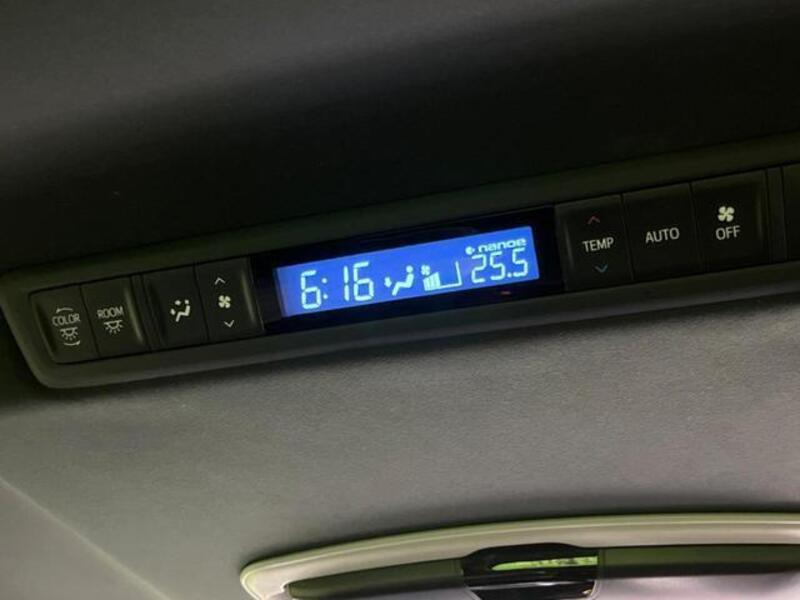 COLOR
ROOM
6:16
nanoe
25.5
TEMP
AUTO
OFF